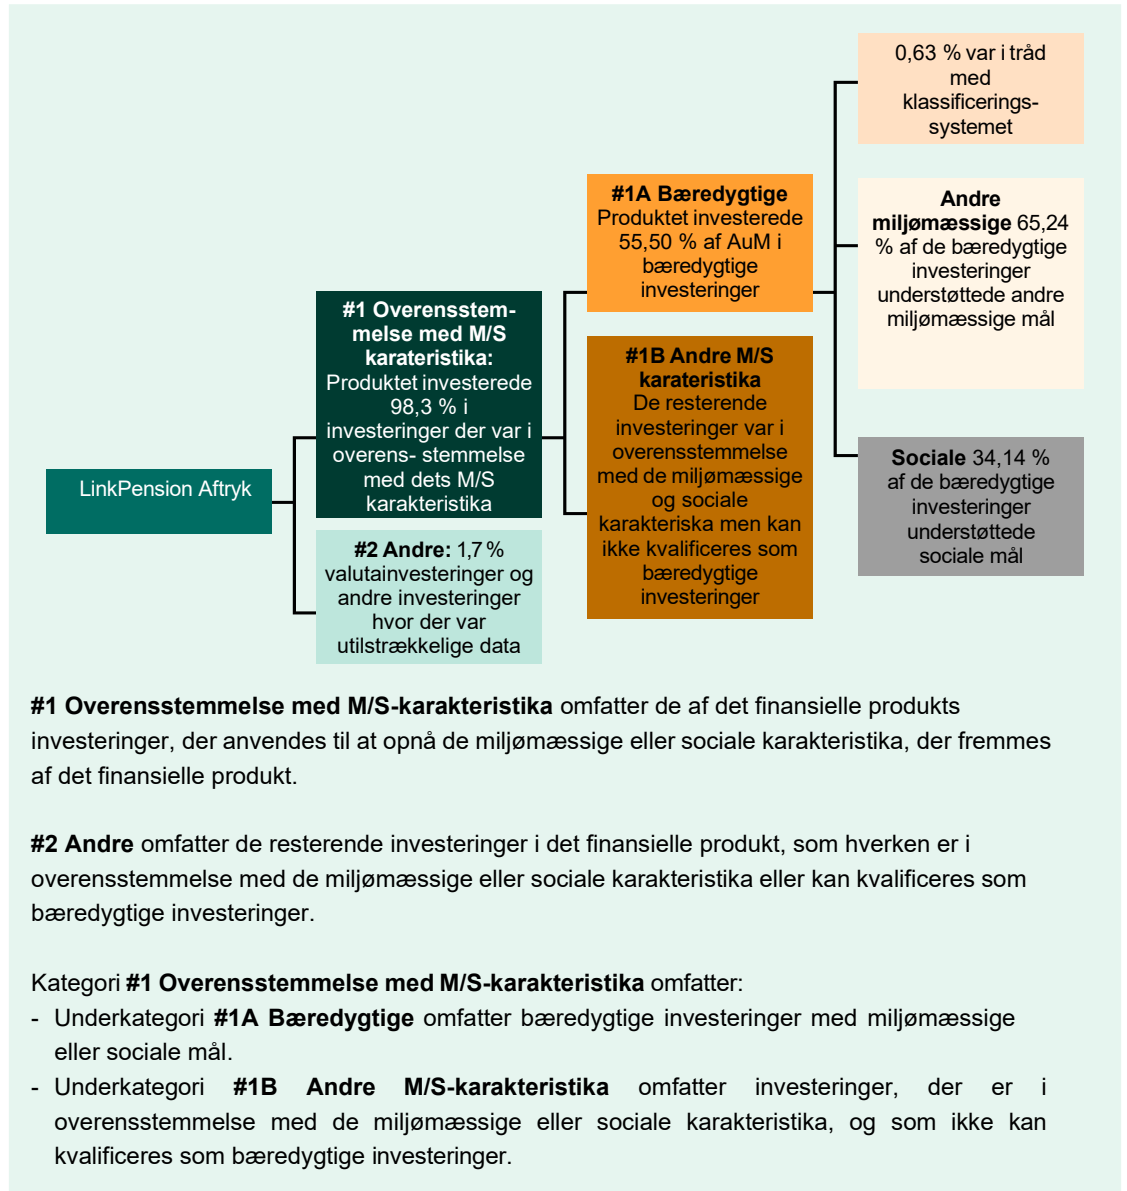 LinkPension Aftryk
#1 Overensstem-
melse med M/S
karateristika:
Produktet investerede
98,3 % i
investeringer der var i
overens- stemmelse
med dets M/S
karakteristika
#2 Andre: 1,7 %
valutainvesteringer og
andre investeringer
hvor der var
utilstrækkelige data
#1A Bæredygtige
Produktet investerede
55,50 % af AuM i
bæredygtige
investeringer
#1B Andre M/S
karateristika
De resterende
investeringer var i
overensstemmelse
med de miljømæssige
og sociale
karakteriska men kan
ikke kvalificeres som
bæredygtige
investeringer
0,63 % var i tråd
med
klassificerings-
systemet
Andre
miljømæssige 65,24
% af de bæredygtige
investeringer
understøttede andre
miljømæssige mål
Sociale 34,14 %
af de bæredygtige
investeringer
understøttede
sociale mål
#1 Overensstemmelse med M/S-karakteristika omfatter de af det finansielle produkts
investeringer, der anvendes til at opnå de miljømæssige eller sociale karakteristika, der fremmes
af det finansielle produkt.
#2 Andre omfatter de resterende investeringer i det finansielle produkt, som hverken er i
overensstemmelse med de miljømæssige eller sociale karakteristika eller kan kvalificeres som
bæredygtige investeringer.
Kategori #1 Overensstemmelse med M/S-karakteristika omfatter:
- Underkategori #1A Bæredygtige omfatter bæredygtige investeringer med miljømæssige
eller sociale mål.
- Underkategori #1B Andre M/S-karakteristika omfatter investeringer, der er i
overensstemmelse med de miljømæssige eller sociale karakteristika, og som ikke kan
kvalificeres som bæredygtige investeringer.